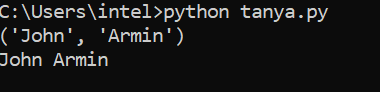 C:\Users\intel>python tanya.py
('John', 'Armin')
John Armin